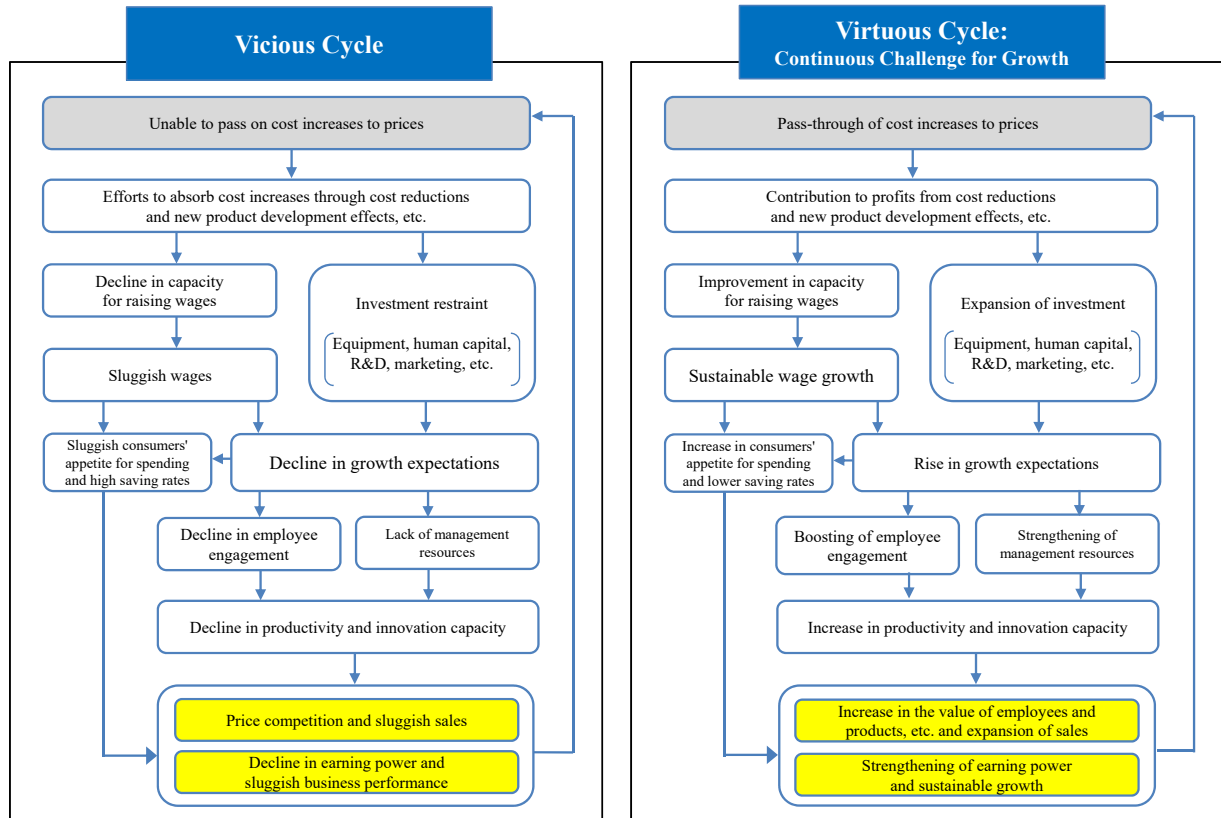 Vicious Cycle
Unable to pass on cost increases to prices
Efforts to absorb cost increases through cost reductions
and new product development effects, etc.
Decline in capacity
for raising wages
Investment restraint
Equipment, human capital,
R&D, marketing, etc.
Sluggish wages
Sluggish consumers'
appetite for spending
and high saving rates
Decline in growth expectations
Decline in employee
engagement
Lack of management
resources
Decline in productivity and innovation capacity
Price competition and sluggish sales
Decline in earning power and
sluggish business performance
Virtuous Cycle:
Continuous Challenge for Growth
Pass-through of cost increases to prices
Contribution to profits from cost reductions
and new product development effects, etc.
Improvement in capacity
for raising wages
Expansion of investment
Equipment, human capital,
R&D, marketing, etc.
Sustainable wage growth
Increase in consumers'
appetite for spending
and lower saving rates
Rise in growth expectations
Boosting of employee
engagement
Strengthening of
management resources
Increase in productivity and innovation capacity
Increase in the value of employees and
products, etc. and expansion of sales
Strengthening of earning power
and sustainable growth